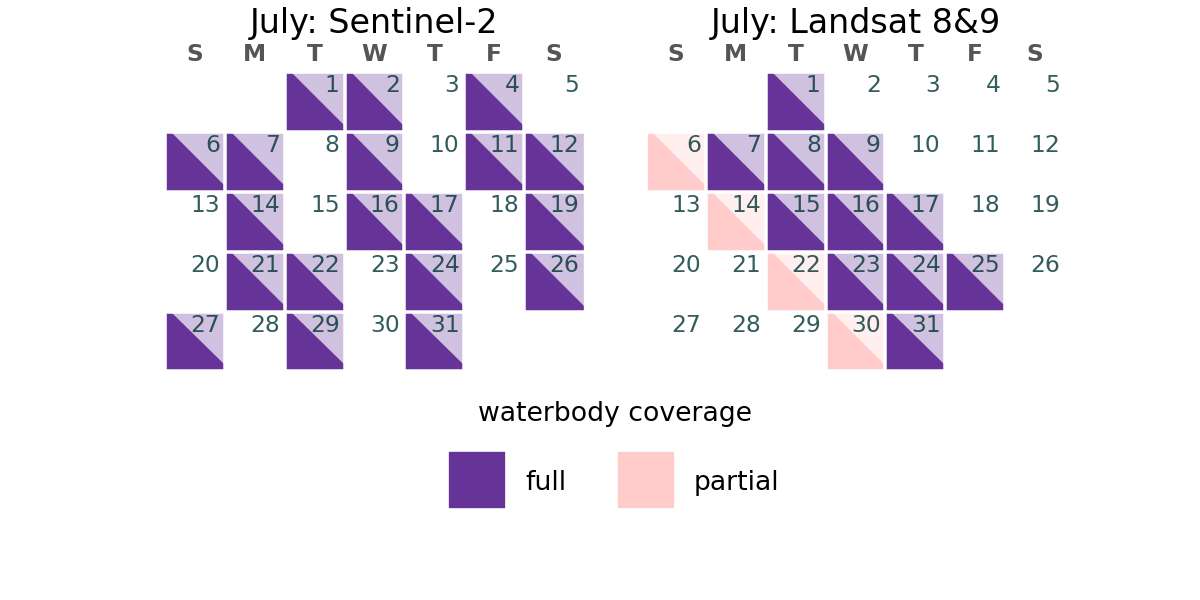 July: Sentinel-2
S M T W T F S
1 2 3 4 5
6 7 8 9 10 11 12
13 14 15 16 17 18 19
20 21 22 23 24 25 26
27 28 29 30 31
July: Landsat 8&9
S M T W T F S
1 2 3 4 5
6 7 8 9 10 11 12
13 14 15 16 17 18 19
20 21 22 23 24 25 26
27 28 29 30 31
waterbody coverage
full partial